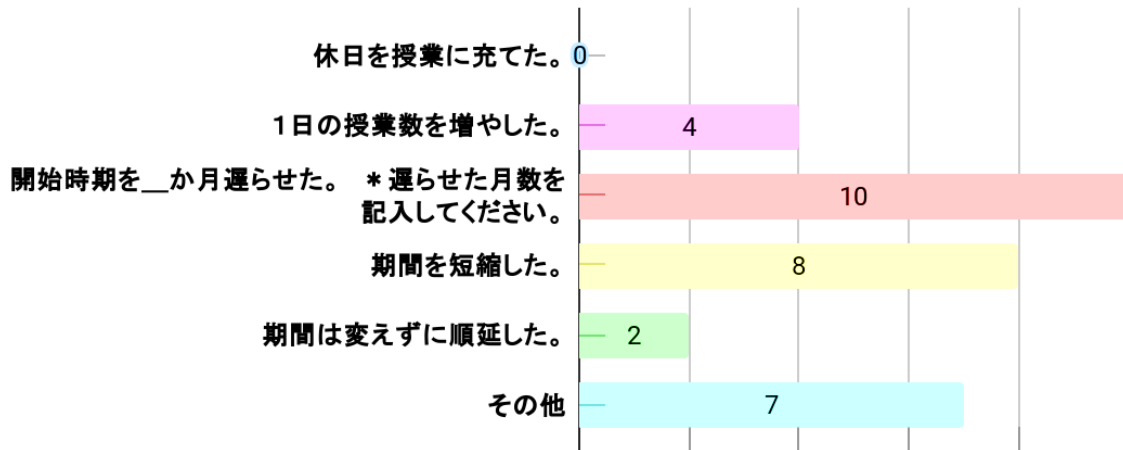 休日を授業に充てた。
0
1日の授業数を増やした。
4
開始時期を__か月遅らせた。　＊遅らせた月数を
記入してください。
10
期間を短縮した。
8
期間は変えずに順延した。
2
その他
7